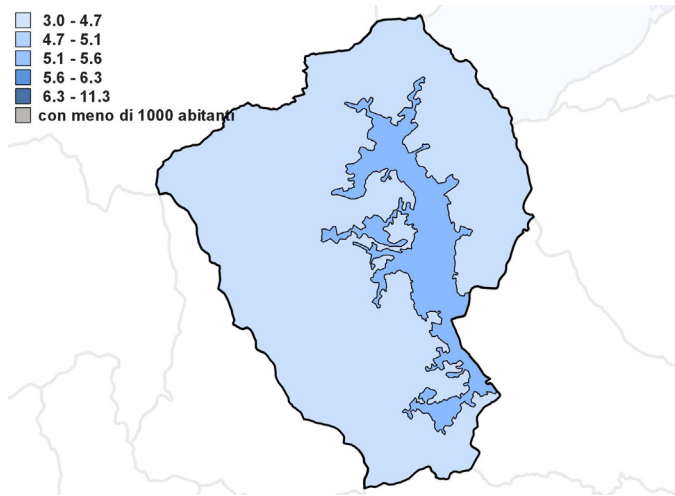 3.0 - 4.7
4.7 - 5.1
5.1 - 5.6
5.6 - 6.3
6.3 - 11.3
con meno di 1000 abitanti